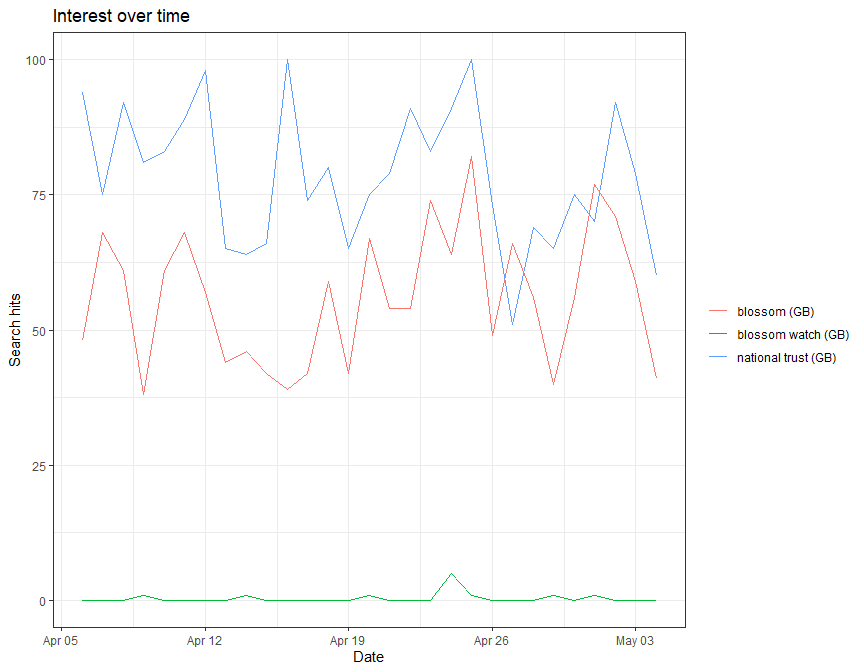 Interest over time
100
75
50
25
0
Search hits
Apr 05
Apr 12
Apr 19
Apr 26
May 03
Date
blossom (GB)
blossom watch (GB)
national trust (GB)